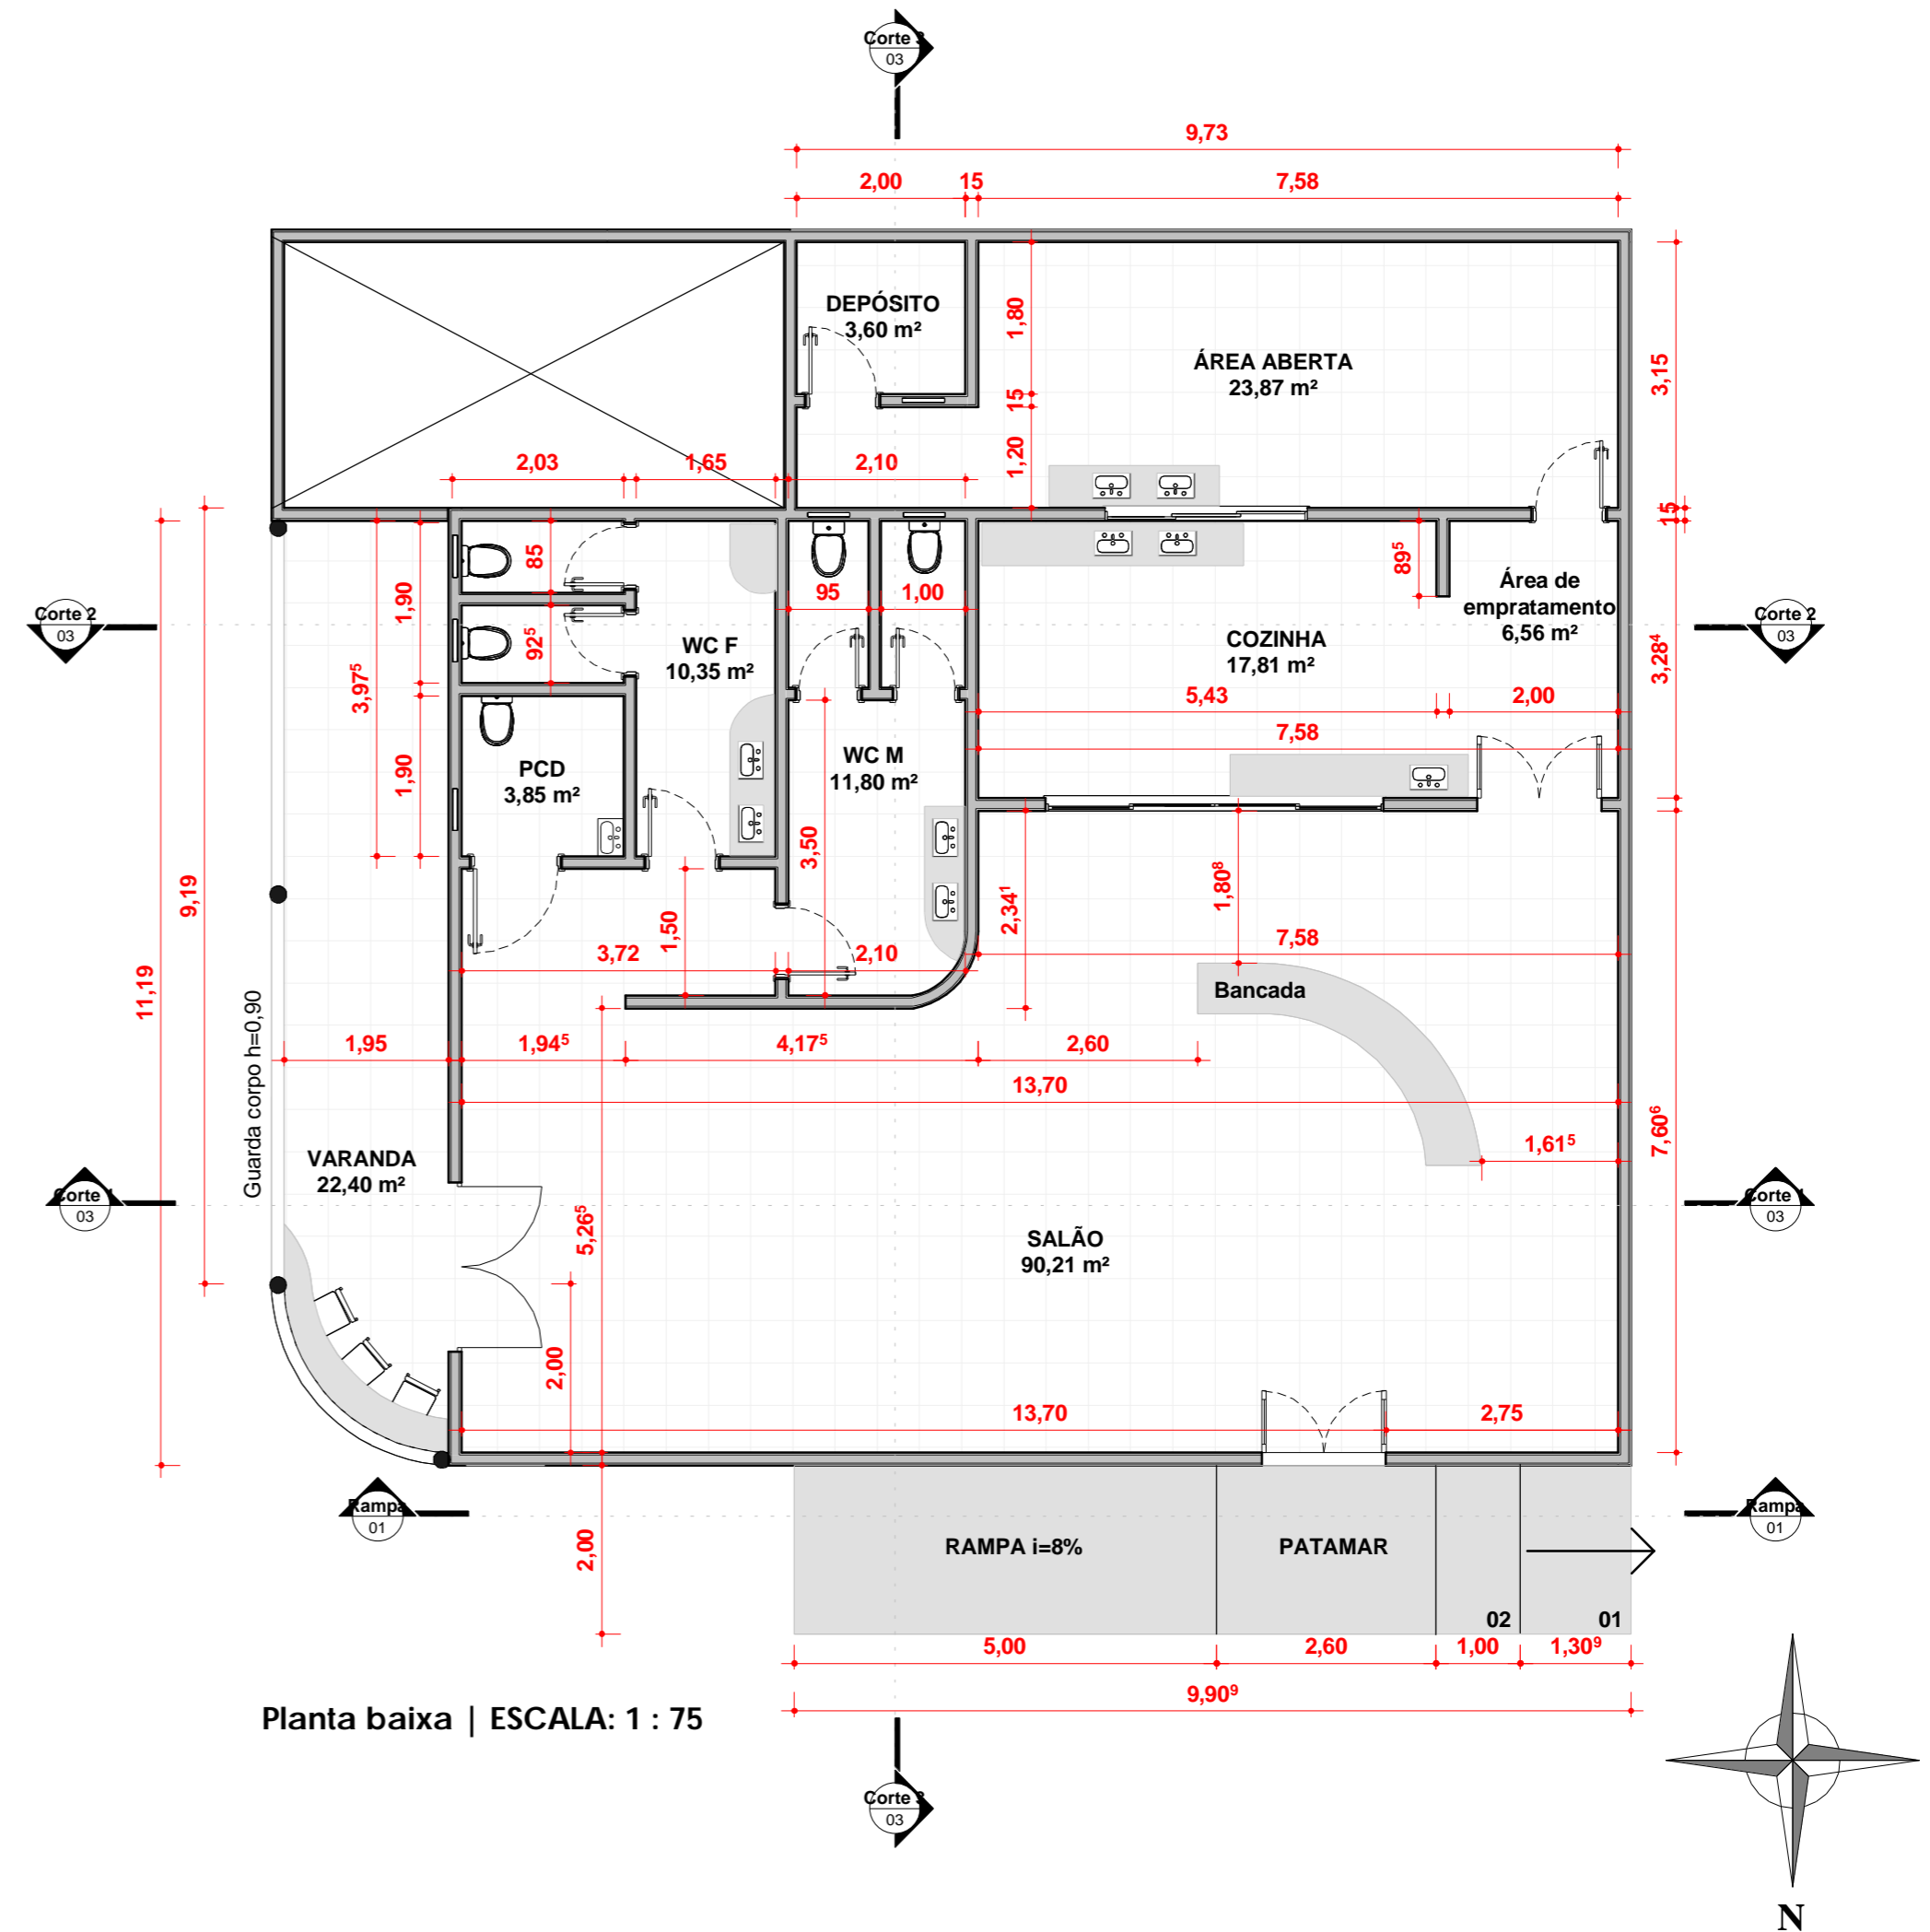 Corte 3
03
9,73
2,00
15
7,58
DEPÓSITO
3,60 m²
1,80
ÁREA ABERTA
23,87 m²
3,15
15
1,20
2,03
1,65
2,10
15
85
1,90
92⁵
3,97⁵
WC F
10,35 m²
95
1,00
89⁵
Área de
empratamento
6,56 m²
COZINHA
17,81 m²
3,28⁴
Corte 2
03
Corte 2
03
5,43
2,00
7,58
1,90
PCD
3,85 m²
WC M
11,80 m²
3,50
9,19
11,19
1,50
3,72
2,10
2,34¹
1,80⁸
7,58
Bancada
Guarda corpo h=0,90
1,95
1,94⁵
4,17⁵
2,60
13,70
1,61⁵
7,60⁶
VARANDA
22,40 m²
Corte
03
Corte
03
5,26⁵
SALÃO
90,21 m²
2,00
13,70
2,75
Rampa
01
Rampa
01
2,00
RAMPA i=8%
PATAMAR
02
01
5,00
2,60
1,00
1,30⁹
9,90⁹
Planta baixa | ESCALA: 1 : 75
Corte 3
03
N